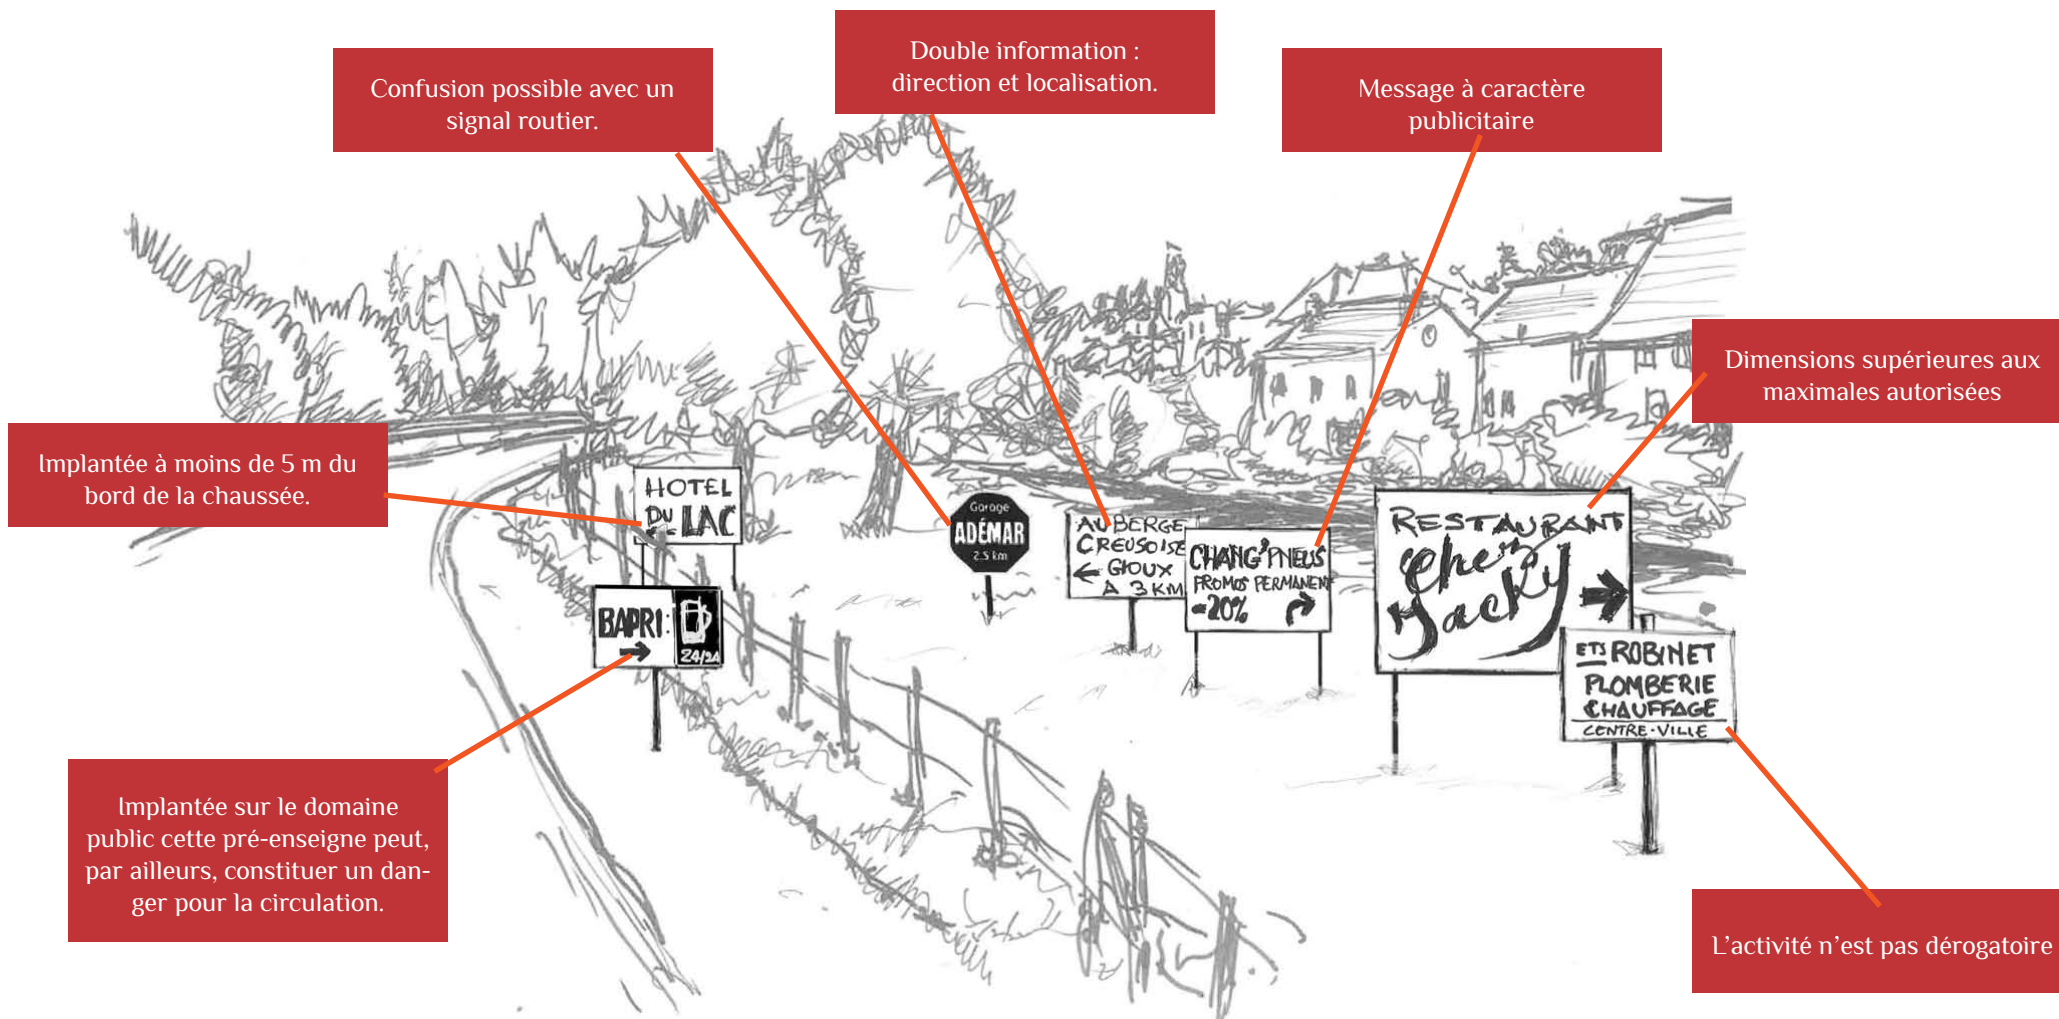 Double information :
direction et localisation.
Confusion possible avec un
signal routier.
Message à caractère
publicitaire
Dimensions supérieures aux
maximales autorisées
Implantée à moins de 5 m du
bord de la chaussée.
HOTEL
DU LAC
Garage
ADÉMAR
2.5 km
AUBERGE
CREUSOISE
GIOUX
A 3 KM
CHANG'PNEUS
PROMOS PERMANENT
-20%
RESTAURANT
Chez
Jacky
BAPRI:
24/24
ETS ROBINET
PLOMBERIE
CHAUFFAGE
CENTRE-VILLE
Implantée sur le domaine
public cette pré-enseigne peut,
par ailleurs, constituer un dan-
ger pour la circulation.
L'activité n'est pas dérogatoire